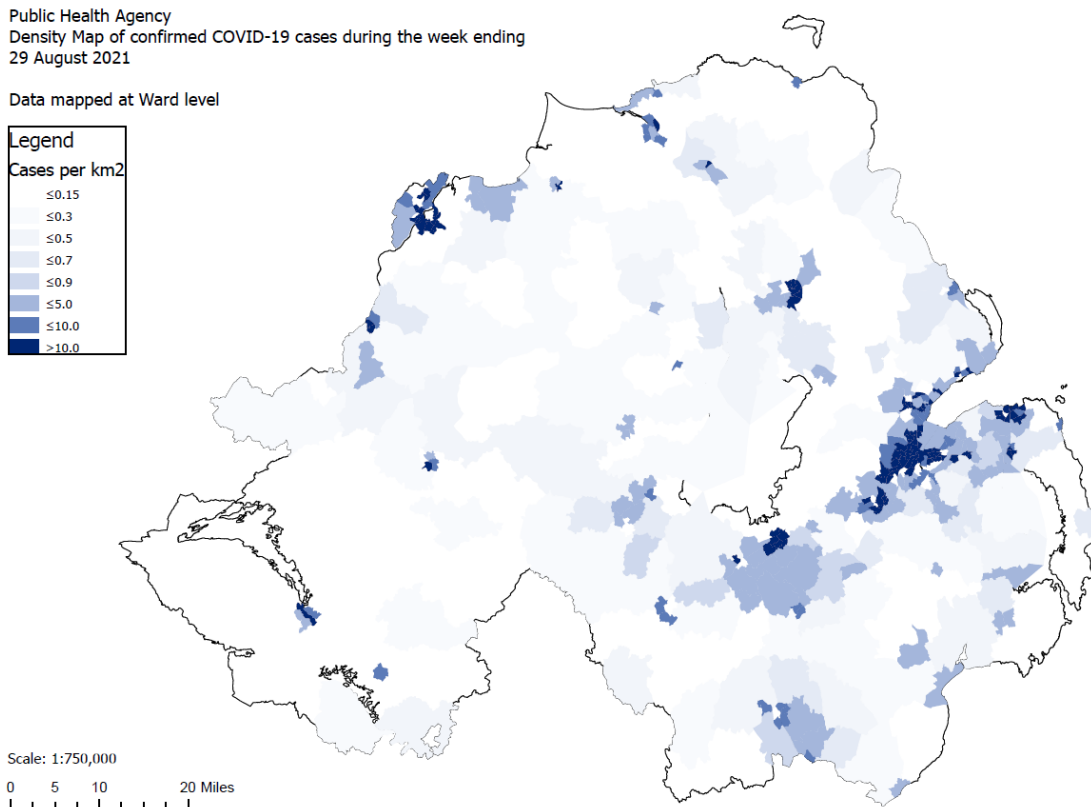 Public Health Agency
Density Map of confirmed COVID-19 cases during the week ending
29 August 2021
Data mapped at Ward level
Legend
Cases per km2
≤0.15
≤0.3
≤0.5
≤0.7
≤0.9
≤5.0
≤10.0
>10.0
Scale: 1:750,000
0 5 10 20 Miles